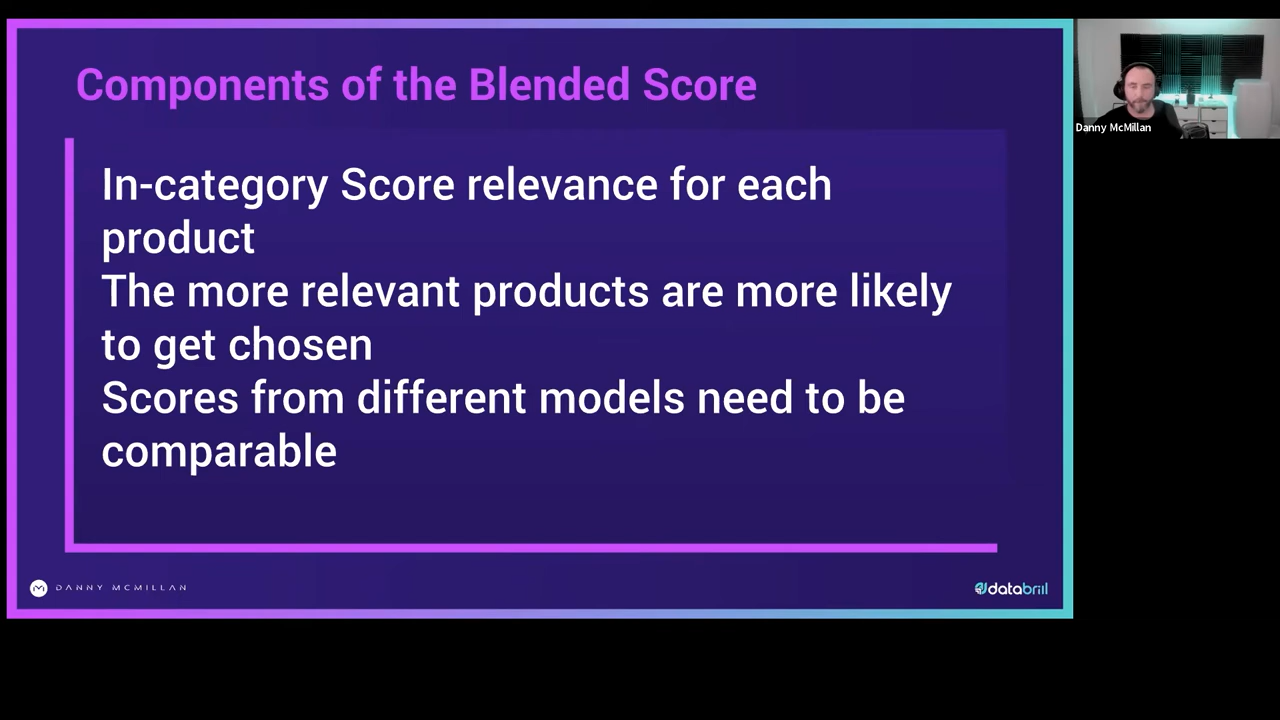 Components of the Blended Score
In-category Score relevance for each
product
The more relevant products are more likely
to get chosen
Scores from different models need to be
comparable
DANNY MCMILLAN
databrill
Danny McMillan